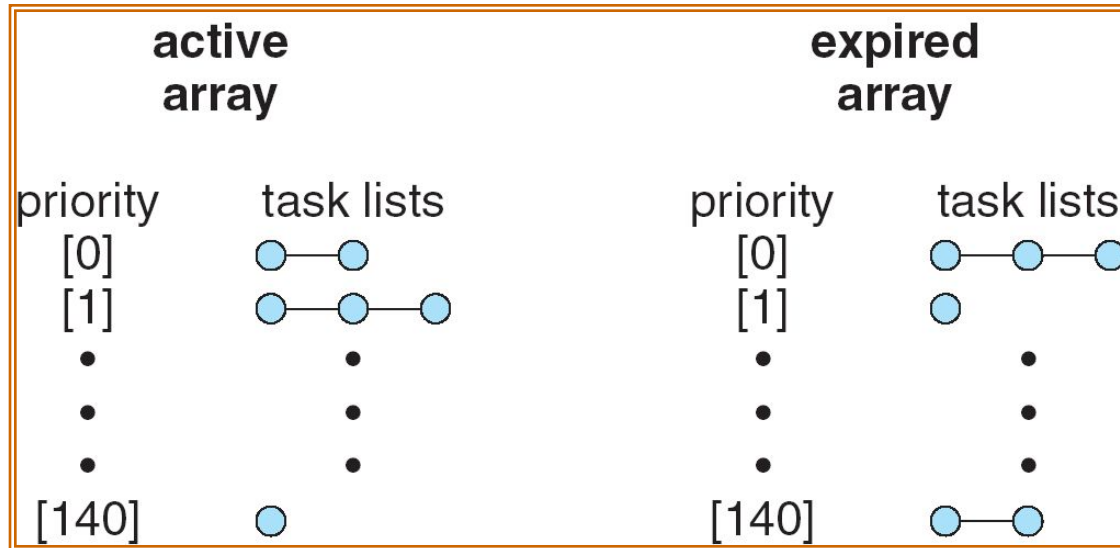 active expired
array array
priority task lists priority task lists
[0] [0]
[1] [1]
[140] [140]